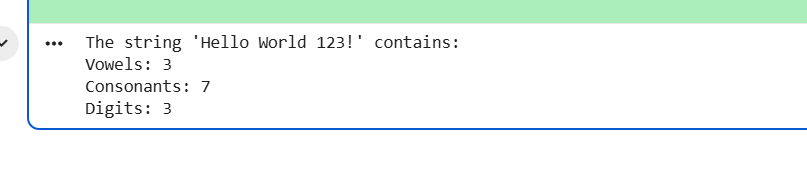 The string 'Hello World 123!' contains:
Vowels: 3
Consonants: 7
Digits: 3